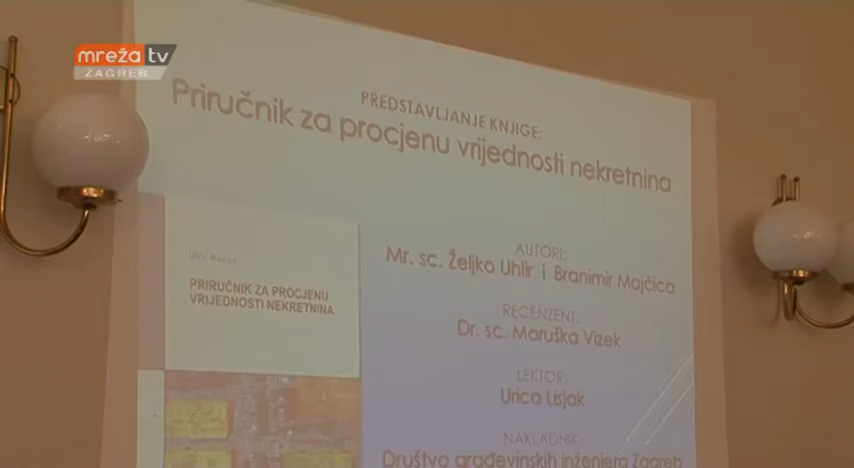 mreža tv
ZAGREB
PREDSTAVLJANJE KNJIGE:
Priručnik za procjenu vrijednosti nekretnina
PRIRUČNIK ZA PROCJENU
VRIJEDNOSTI NEKRETNINA
AUTORI:
Mr. sc. Željko Uhlir i Branimir Majčica
RECENZENT:
Dr. sc. Maruška Vizek
LEKTOR:
Urica Lisjak
NAKLADNIK:
Društvo građevinskih inženjera Zagreb